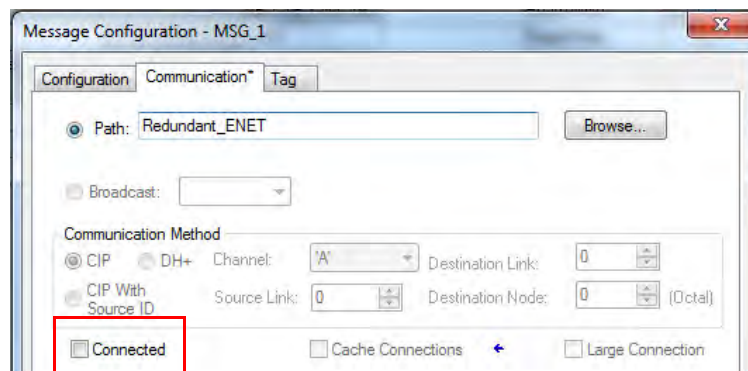 Message Configuration - MSG_1
Configuration Communication* Tag
Path: Redundant_ENET Browse...
Broadcast:
Communication Method
CIP DH+ Channel: 'A' Destination Link: 0
CIP With
Source ID Source Link: 0 Destination Node: 0 (Octal)
Connected Cache Connections Large Connection